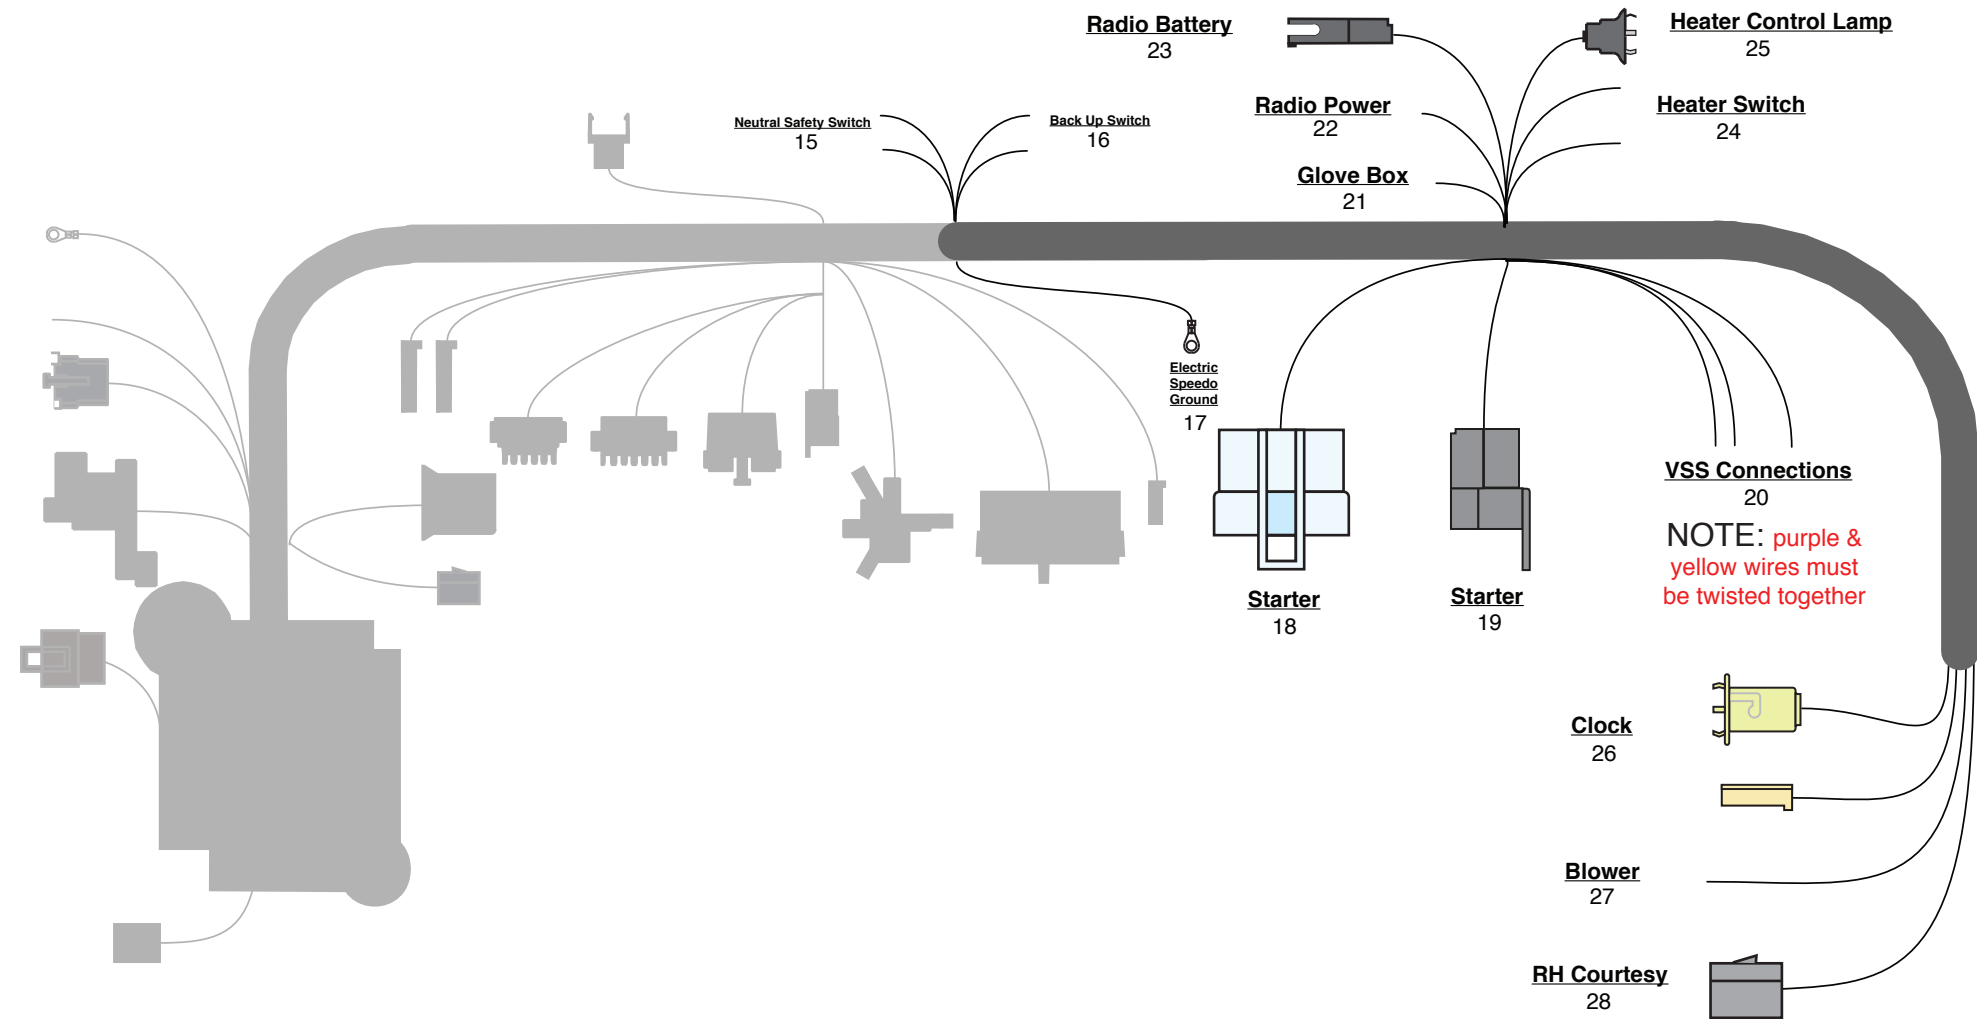 Radio Battery
23
Heater Control Lamp
25
Neutral Safety Switch
15
Back Up Switch
16
Radio Power
22
Heater Switch
24
Glove Box
21
Electric
Speedo
Ground
17
Starter
18
Starter
19
VSS Connections
20
NOTE: purple &
yellow wires must
be twisted together
Clock
26
Blower
27
RH Courtesy
28